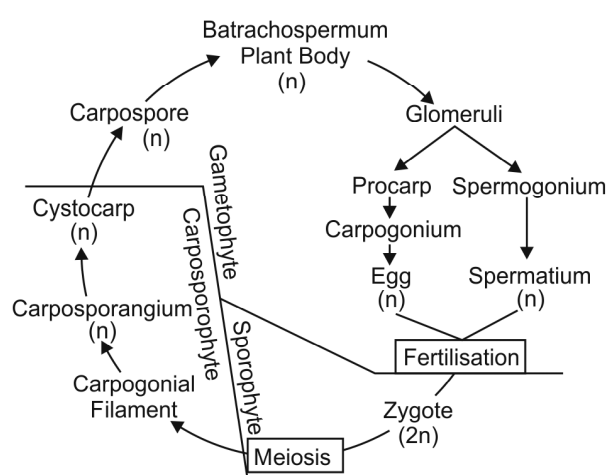 Batrachospermum
Plant Body
(n)
Glomeruli
Procarp
Spermogonium
Carpogonium
Egg
(n)
Spermatium
(n)
Fertilisation
Zygote
(2n)
Meiosis
Carpogonial
Filament
Carposporangium
(n)
Cystocarp
(n)
Carpospore
(n)
Gametophyte
Carposporophyte
Sporophyte